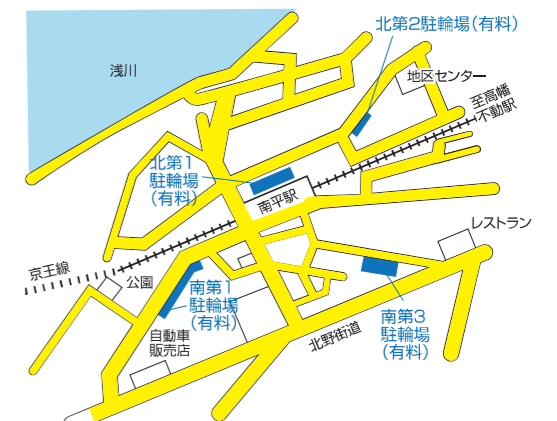 北第2駐輪場（有料）
浅川
地区センター
至高幡
不動駅
北第1
駐輪場
（有料）
南平駅
レストラン
京王線
公園
南第1
駐輪場
（有料）
南第3
駐輪場
（有料）
自動車
販売店
北野街道